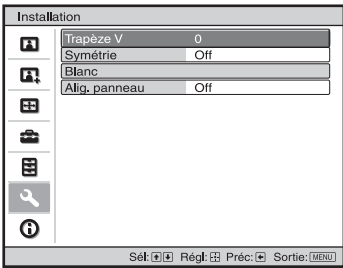 Installation
Trapèze V 0
Symétrie Off
Blanc
Alig. panneau Off
Sél: Régl: Préc: Sortie: MENU